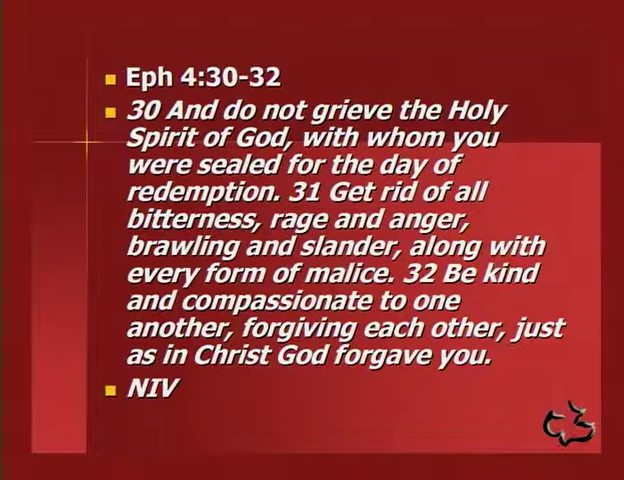 Eph 4:30-32
30 And do not grieve the Holy
Spirit of God, with whom you
were sealed for the day of
redemption. 31 Get rid of all
bitterness, rage and anger,
brawling and slander, along with
every form of malice. 32 Be kind
and compassionate to one
another, forgiving each other, just
as in Christ God forgave you.
NIV